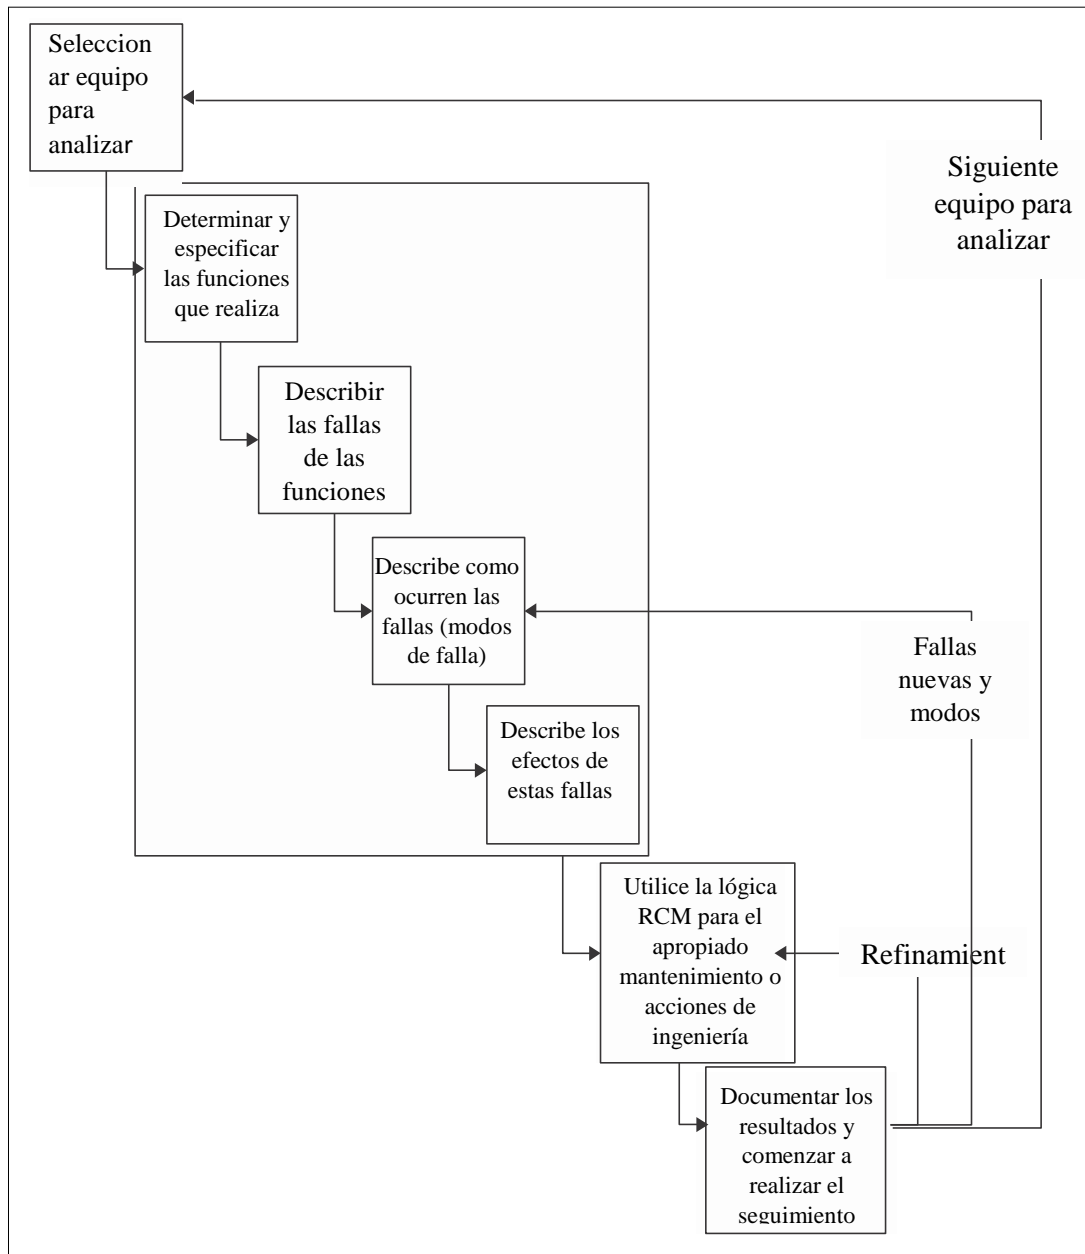 Seleccion
ar equipo
para
analizar
Siguiente
equipo para
analizar
Determinar y
especificar
las funciones
que realiza
Describir
las fallas
de las
funciones
Describe como
ocurren las
fallas (modos
de falla)
Fallas
nuevas y
modos
Describe los
efectos de
estas fallas
Utilice la lógica
RCM para el
apropiado
mantenimiento o
acciones de
ingeniería
Refinamient
Documentar los
resultados y
comenzar a
realizar el
seguimiento